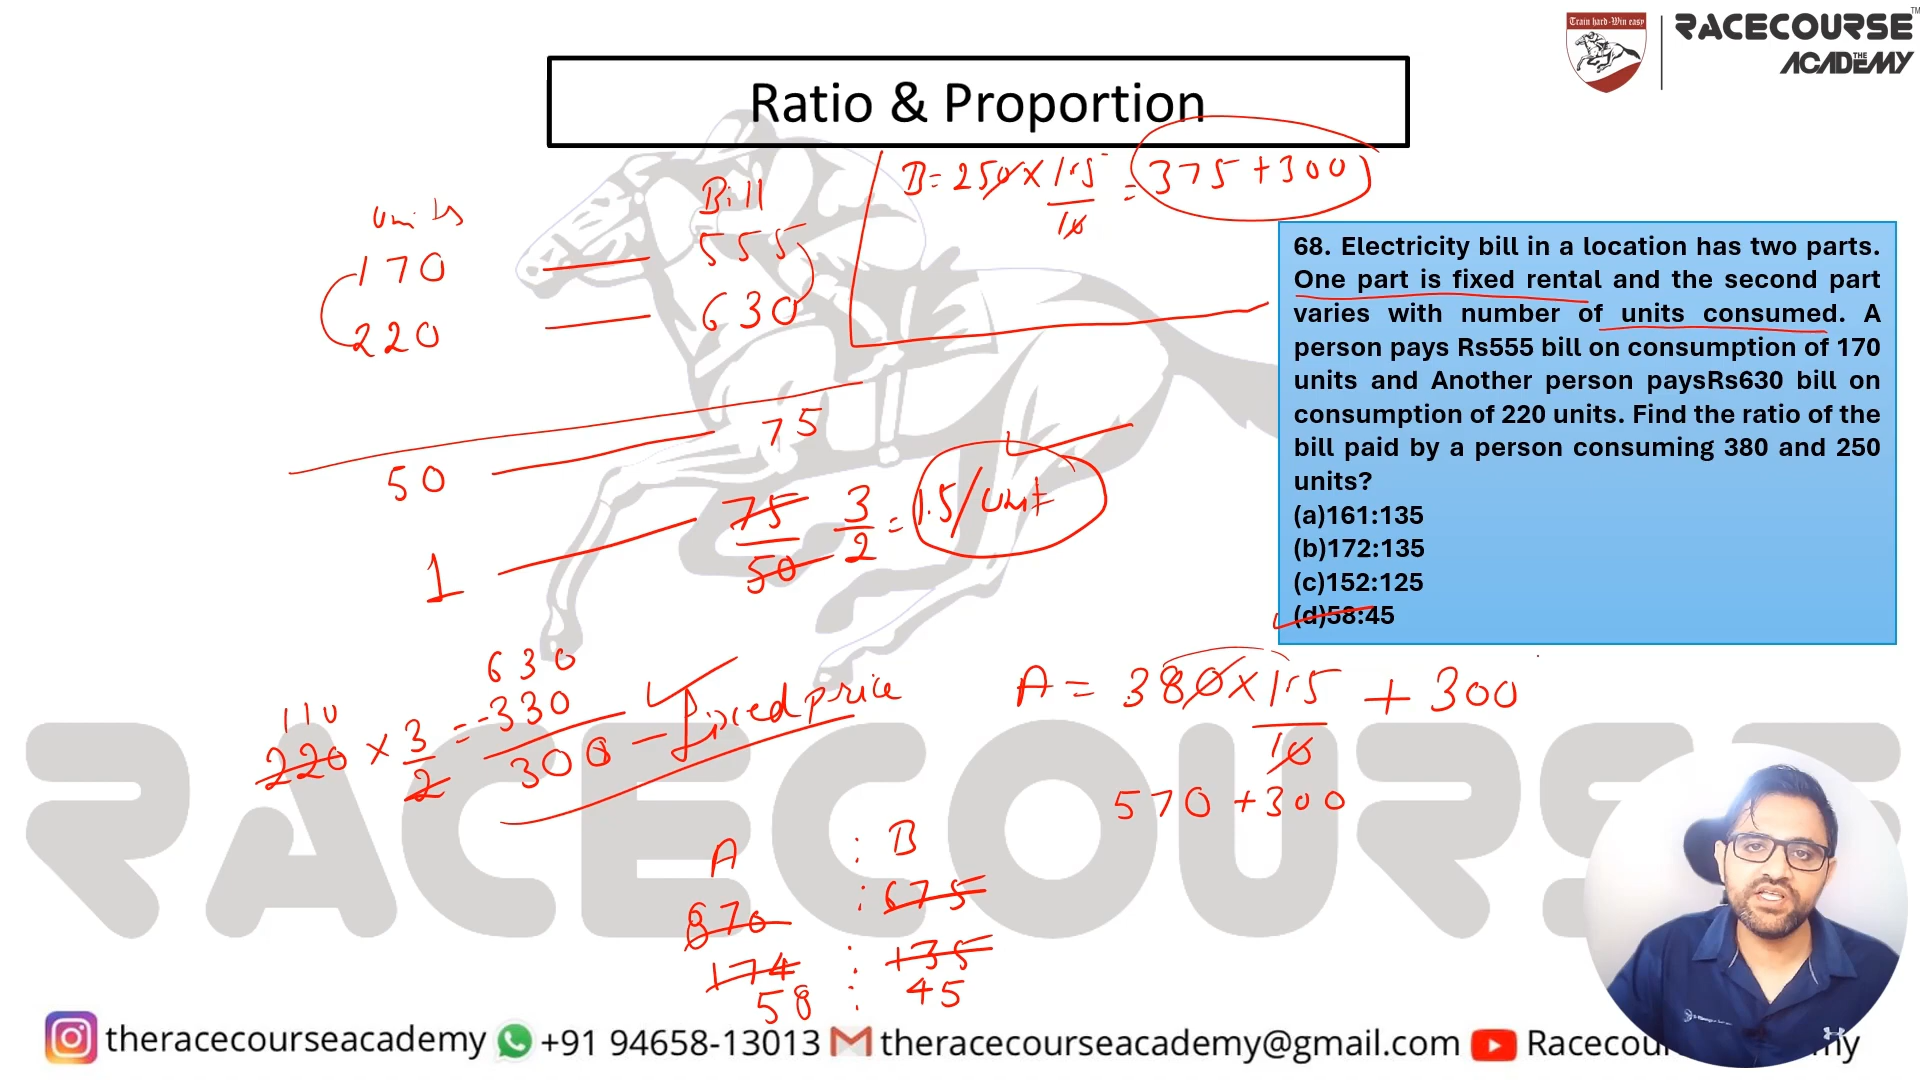 Train hard-Win easy
RACECOURSE TM
THE ACADEMY
Ratio & Proportion
units Bill
170 555
220 630
75
50
1 75/50 3/2 = 1.5/unit
B = 250 x 1.5/10 = 375 + 300
68. Electricity bill in a location has two parts.
One part is fixed rental and the second part
varies with number of units consumed. A
person pays Rs555 bill on consumption of 170
units and Another person paysRs630 bill on
consumption of 220 units. Find the ratio of the
bill paid by a person consuming 380 and 250
units?
(a)161:135
(b)172:135
(c)152:125
(d)58:45
630
110
220 x 3/2 = -330
300 - fixed price
A = 380 x 1.5/10 + 300
570 + 300
A : B
870 : 675
174 : 135
58 : 45
RACECOURSE
theracecourseacademy +91 94658-13013 theracecourseacademy@gmail.com